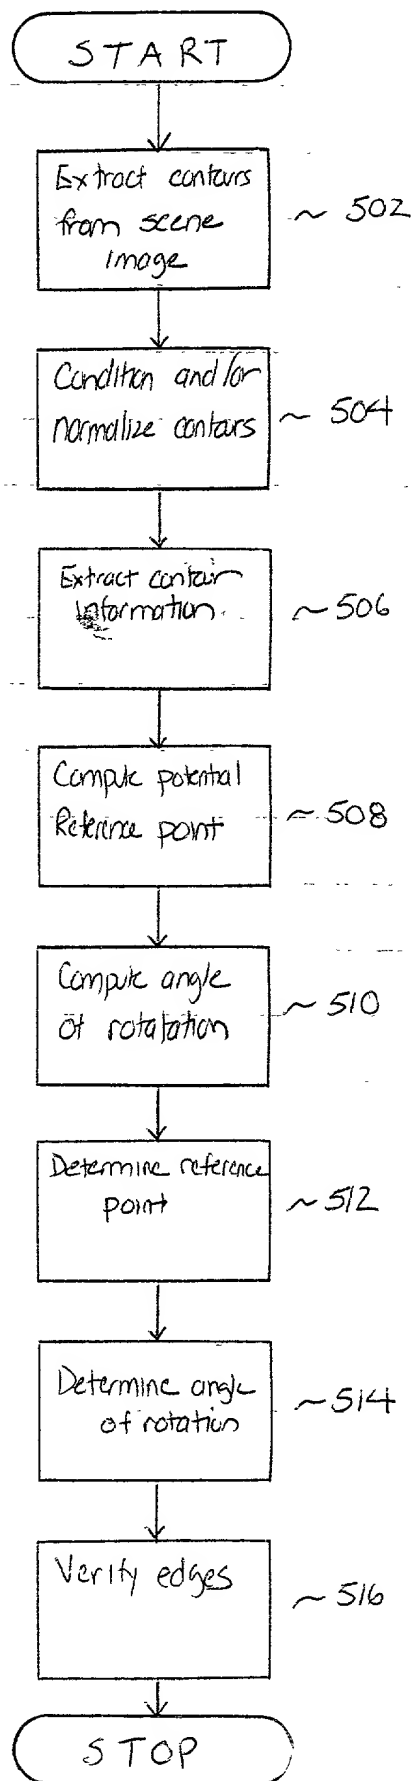 START
Extract contours
from scene
image
~ 502
Condition and/or
normalize contours
~ 504
Extract contour
information.
~ 506
Compute potential
Reference point
~ 508
Compute angle
of rotatation
~ 510
Determine reference
point
~ 512
Determine angle
of rotation
~ 514
Verify edges
~ 516
STOP